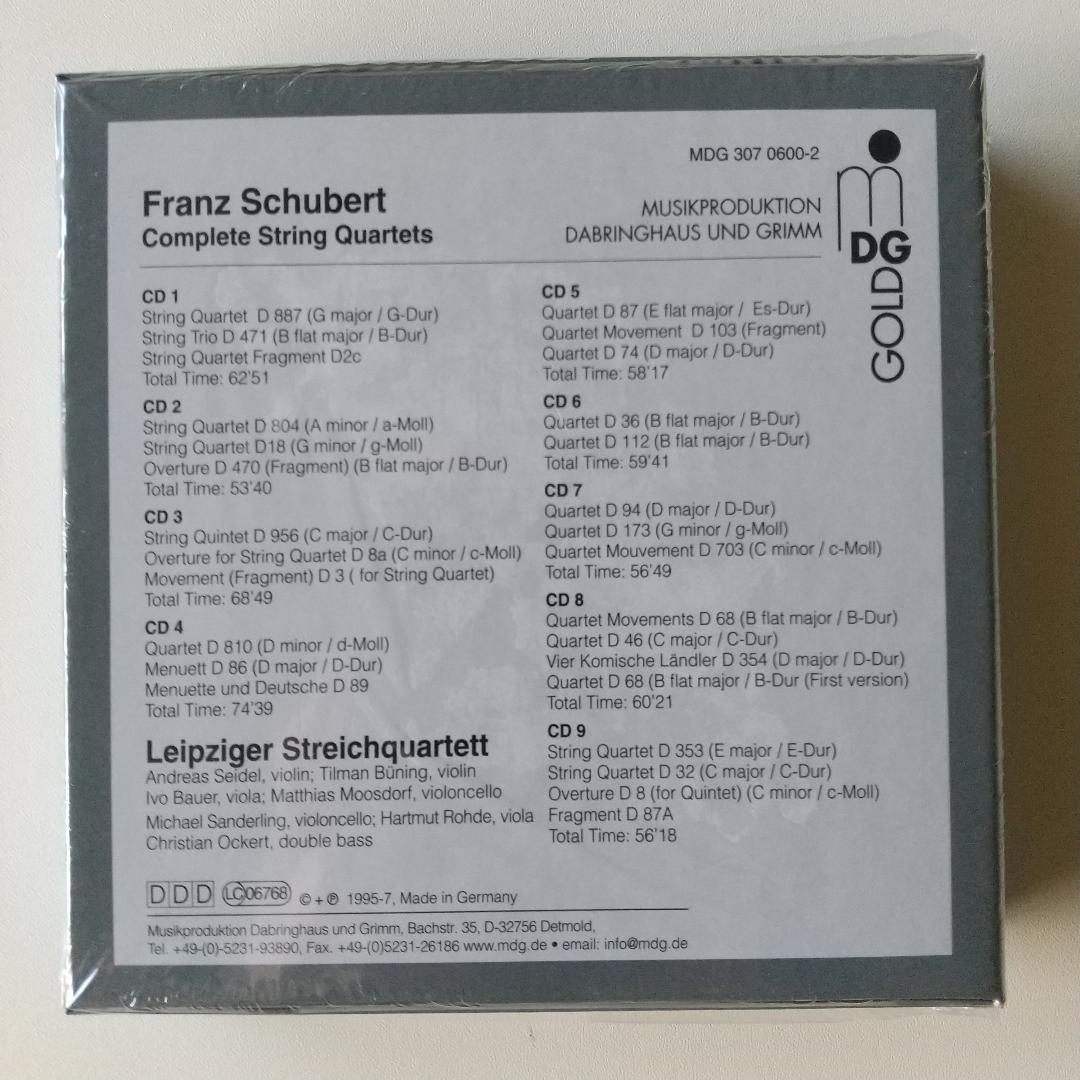 MDG 307 0600-2
Franz Schubert
Complete String Quartets
MUSIKPRODUKTION
DABRINGHAUS UND GRIMM
m
DG
GOLD
CD 1
String Quartet D 887 (G major / G-Dur)
String Trio D 471 (B flat major / B-Dur)
String Quartet Fragment D2c
Total Time: 62'51
CD 2
String Quartet D 804 (A minor / a-Moll)
String Quartet D18 (G minor / g-Moll)
Overture D 470 (Fragment) (B flat major / B-Dur)
Total Time: 53'40
CD 3
String Quintet D 956 (C major / C-Dur)
Overture for String Quartet D 8a (C minor / c-Moll)
Movement (Fragment) D 3 ( for String Quartet)
Total Time: 68'49
CD 4
Quartet D 810 (D minor / d-Moll)
Menuett D 86 (D major / D-Dur)
Menuette und Deutsche D 89
Total Time: 74'39
Leipziger Streichquartett
Andreas Seidel, violin; Tilman Büning, violin
Ivo Bauer, viola; Matthias Moosdorf, violoncello
Michael Sanderling, violoncello; Hartmut Rohde, viola
Christian Ockert, double bass
CD 5
Quartet D 87 (E flat major / Es-Dur)
Quartet Movement D 103 (Fragment)
Quartet D 74 (D major / D-Dur)
Total Time: 58'17
CD 6
Quartet D 36 (B flat major / B-Dur)
Quartet D 112 (B flat major / B-Dur)
Total Time: 59'41
CD 7
Quartet D 94 (D major / D-Dur)
Quartet D 173 (G minor / g-Moll)
Quartet Mouvement D 703 (C minor / c-Moll)
Total Time: 56'49
CD 8
Quartet Movements D 68 (B flat major / B-Dur)
Quartet D 46 (C major / C-Dur)
Vier Komische Ländler D 354 (D major / D-Dur)
Quartet D 68 (B flat major / B-Dur (First version)
Total Time: 60'21
CD 9
String Quartet D 353 (E major / E-Dur)
String Quartet D 32 (C major / C-Dur)
Overture D 8 (for Quintet) (C minor / c-Moll)
Fragment D 87A
Total Time: 56'18
DDD LC 06768 © + ℗ 1995-7, Made in Germany
Musikproduktion Dabringhaus und Grimm, Bachstr. 35, D-32756 Detmold,
Tel. +49-(0)-5231-93890, Fax. +49-(0)5231-26186 www.mdg.de • email: info@mdg.de